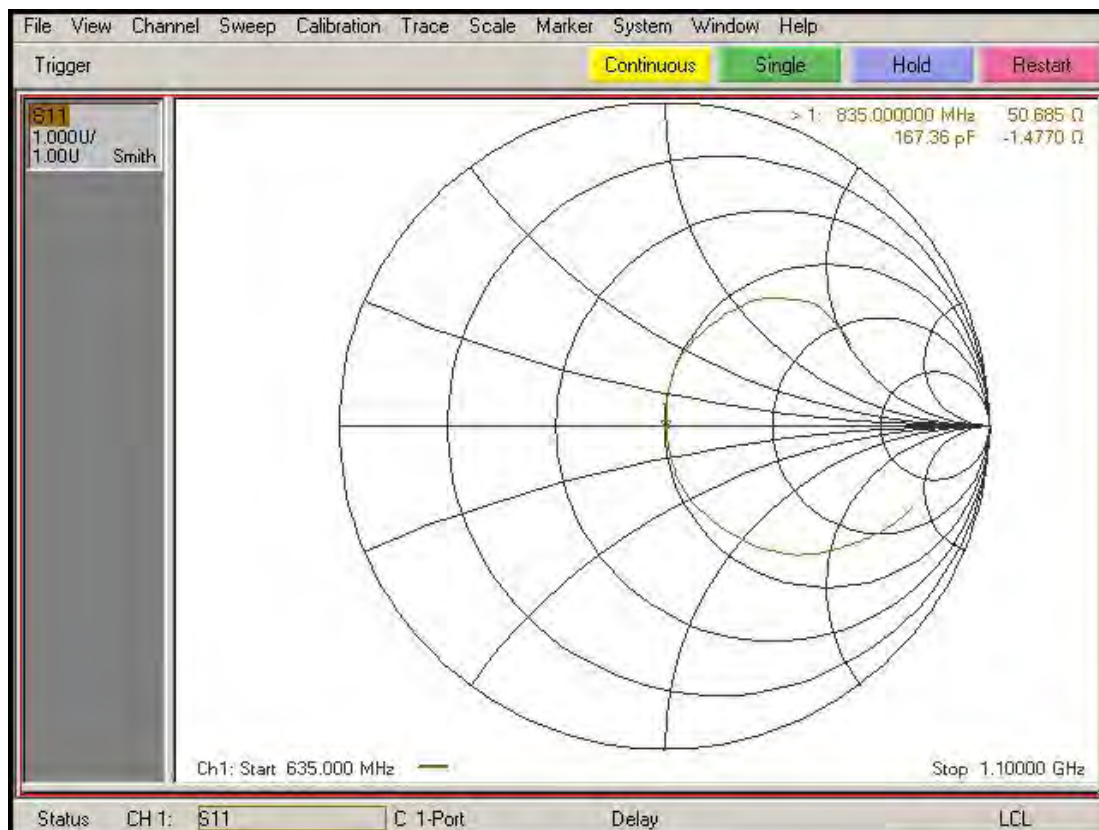 File View Channel Sweep Calibration Trace Scale Marker System Window Help
Trigger Continuous Single Hold Restart
S11
1.000U/
1.00U Smith
> 1: 835.000000 MHz 50.685 Ω
167.36 pF -1.4770 Ω
Ch1: Start 635.000 MHz Stop 1.10000 GHz
Status CH 1: S11 C 1-Port Delay LCL